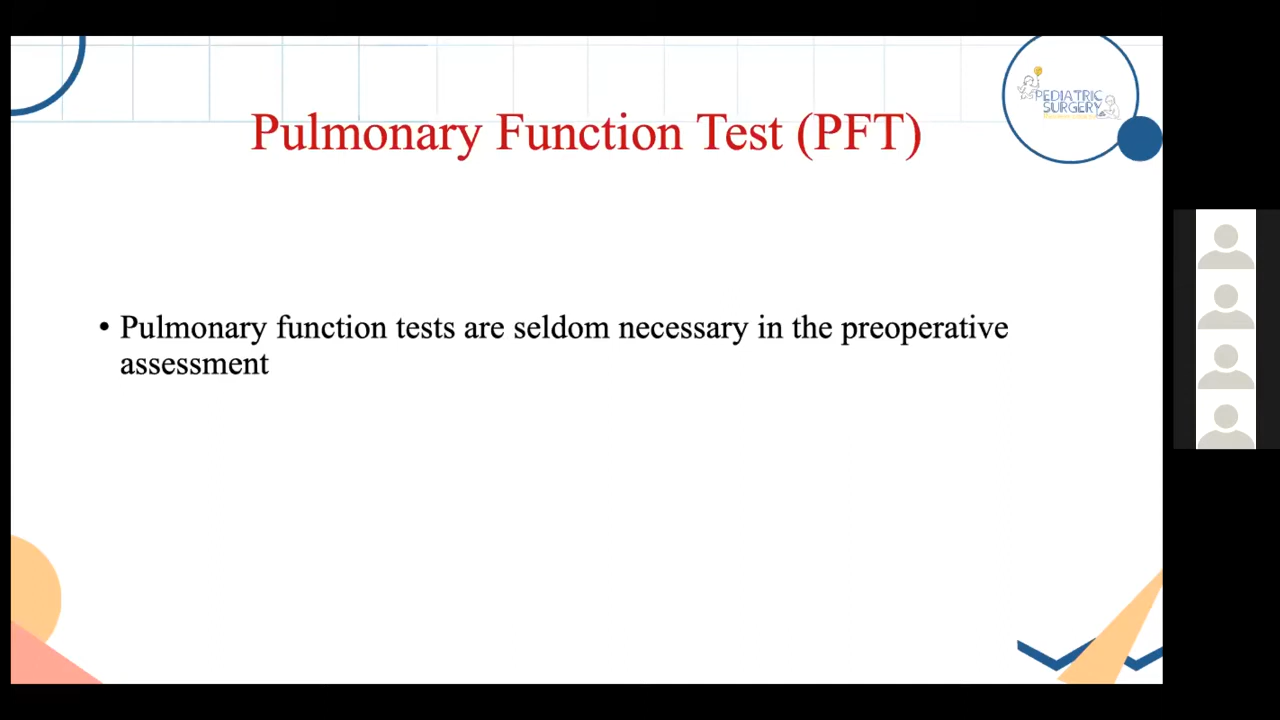 PEDIATRIC
SURGERY
Pulmonary Function Test (PFT)
• Pulmonary function tests are seldom necessary in the preoperative
assessment